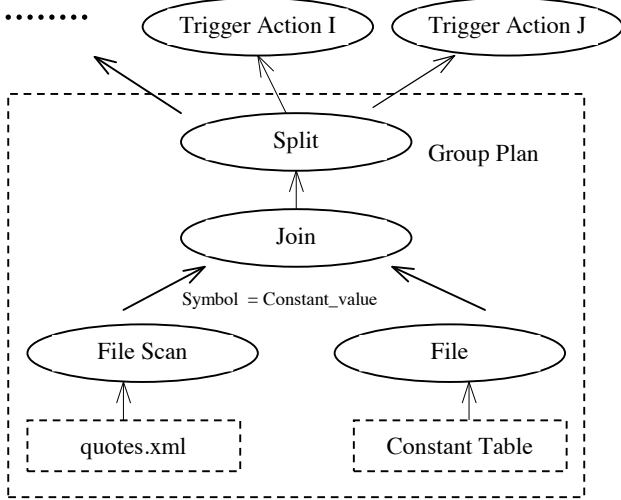 ........
Trigger Action I
Trigger Action J
Split
Group Plan
Join
Symbol = Constant_value
File Scan
File
quotes.xml
Constant Table